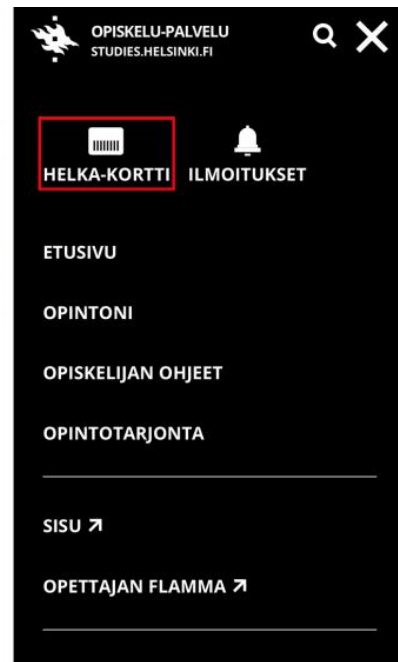 OPISKELU-PALVELU
STUDIES.HELSINKI.FI
HELKA-KORTTI
ILMOITUKSET
ETUSIVU
OPINTONI
OPISKELIJAN OHJEET
OPINTOTARJONTA
SISU
OPETTAJAN FLAMMA